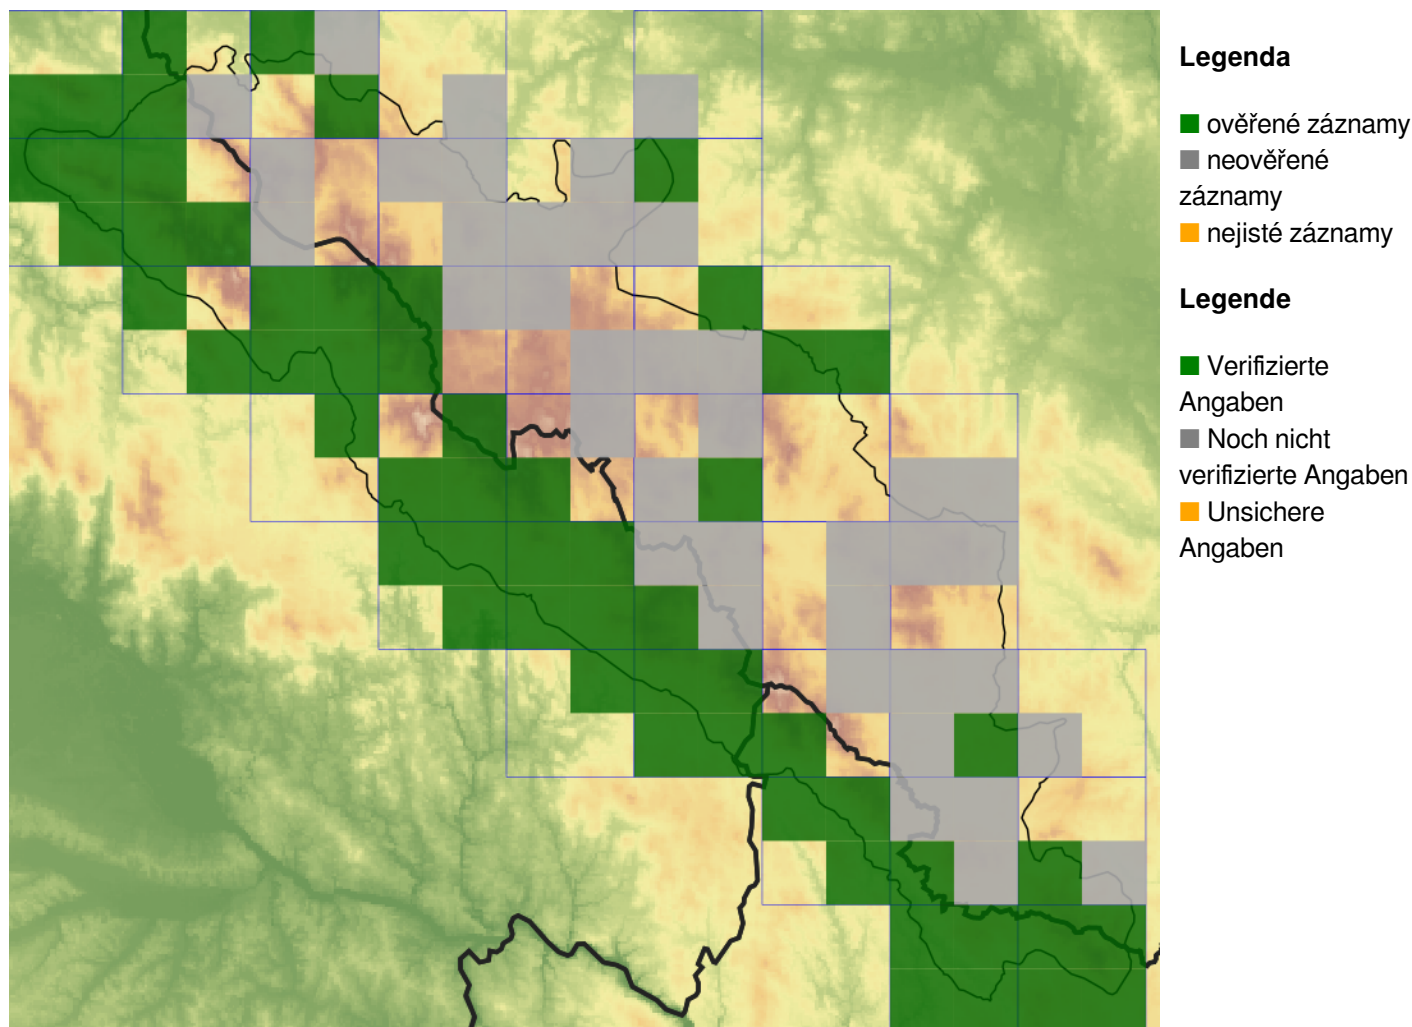 Legenda
ověřené záznamy
neověřené
záznamy
nejisté záznamy
Legende
Verifizierte
Angaben
Noch nicht
verifizierte Angaben
Unsichere
Angaben